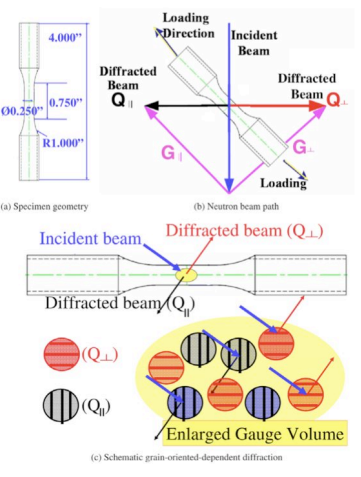 4.000”
Ø0.250”
0.750”
R1.000”
(a) Specimen geometry
Loading
Direction
Incident
Beam
Diffracted
Beam
Q||
Diffracted
Beam
Q⊥
G||
G⊥
Loading
(b) Neutron beam path
Incident beam
Diffracted beam (Q⊥)
Diffracted beam (Q||)
(Q⊥)
(Q||)
Enlarged Gauge Volume
(c) Schematic grain-oriented-dependent diffraction